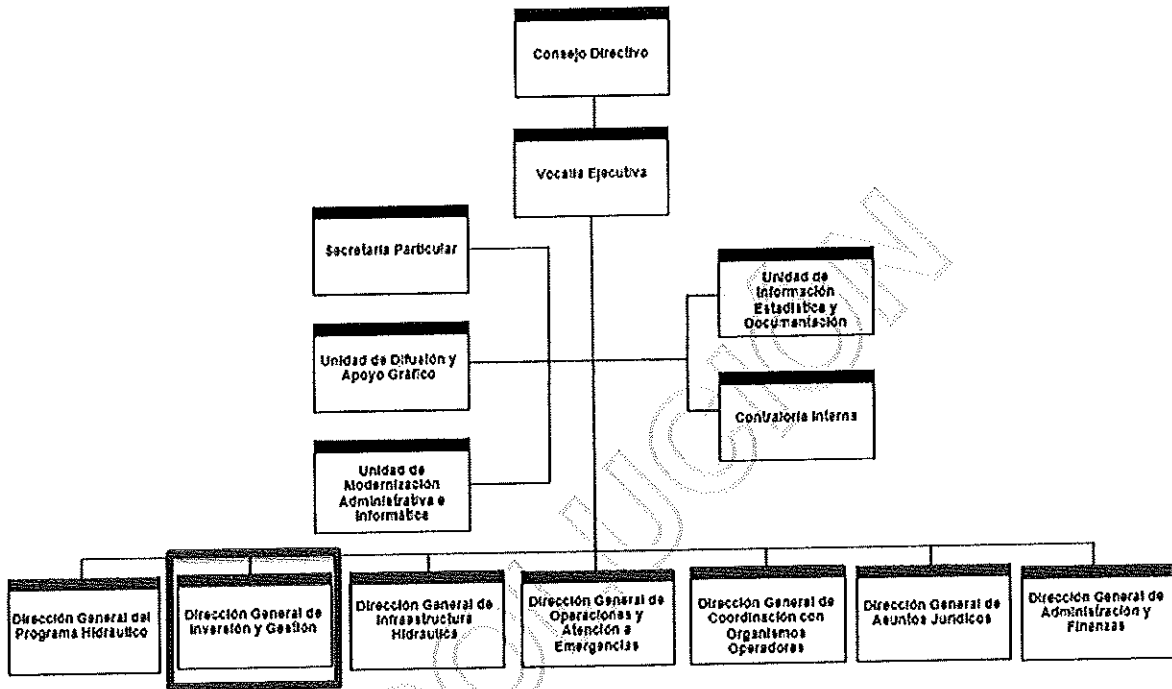 Consejo Directivo
Vocalía Ejecutiva
Secretaría Particular
Unidad de
Información
Estadística y
Documentación
Unidad de Difusión y
Apoyo Gráfico
Contraloría Interna
Unidad de
Modernización
Administrativa e
Informática
Dirección General del
Programa Hidráulico
Dirección General de
Inversión y Gestión
Dirección General de
Infraestructura
Hidráulica
Dirección General de
Operaciones y
Atención a
Emergencias
Dirección General de
Coordinación con
Organismos
Operadores
Dirección General de
Asuntos Jurídicos
Dirección General de
Administración y
Finanzas